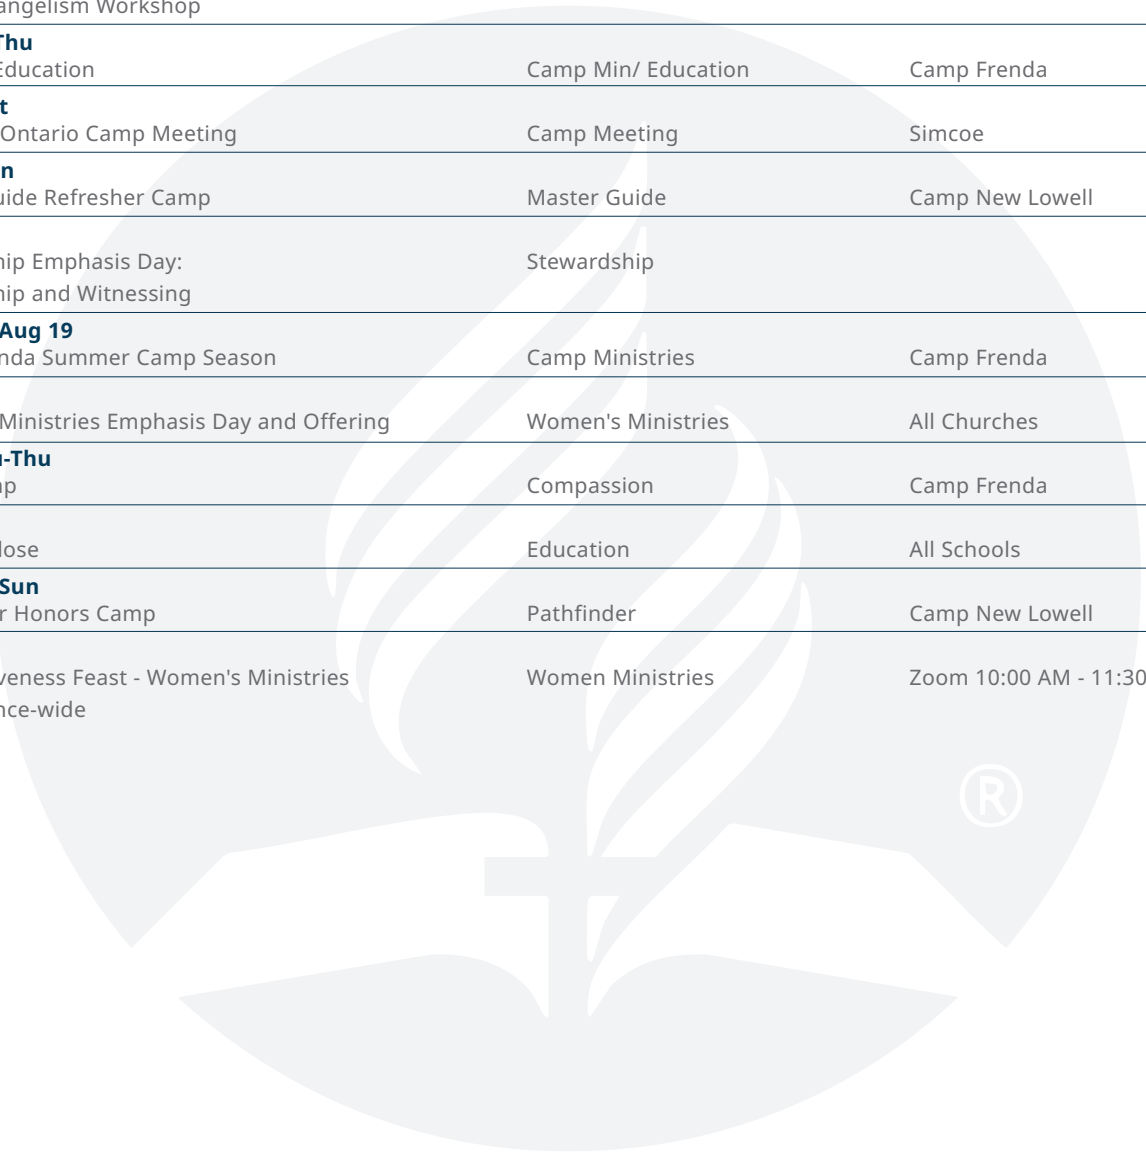 angelism Workshop
Thu
Education Camp Min/ Education Camp Frenda
t
Ontario Camp Meeting Camp Meeting Simcoe
n
uide Refresher Camp Master Guide Camp New Lowell
hip Emphasis Day: Stewardship
hip and Witnessing
Aug 19
nda Summer Camp Season Camp Ministries Camp Frenda
Ministries Emphasis Day and Offering Women's Ministries All Churches
-Thu
mp Compassion Camp Frenda
lose Education All Schools
Sun
r Honors Camp Pathfinder Camp New Lowell
veness Feast - Women's Ministries Women Ministries Zoom 10:00 AM - 11:30
nce-wide
®